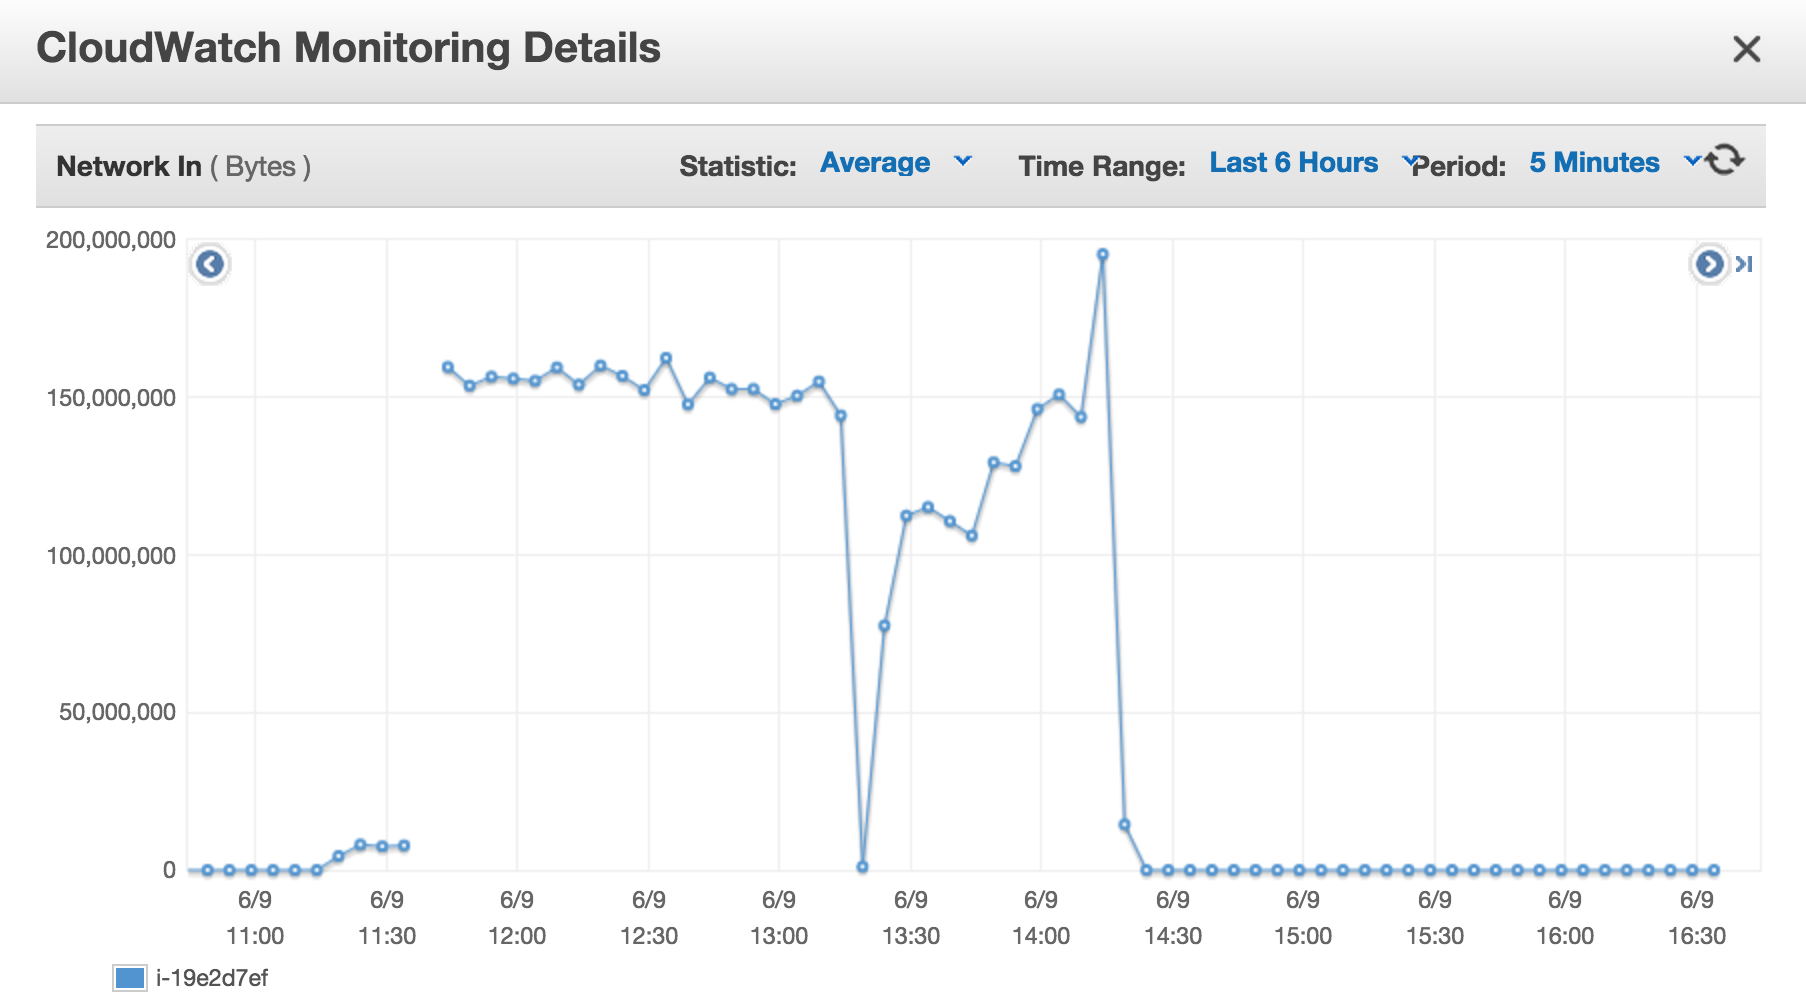 CloudWatch Monitoring Details
Network In ( Bytes ) Statistic: Average Time Range: Last 6 Hours Period: 5 Minutes
200,000,000
150,000,000
100,000,000
50,000,000
0
6/9 6/9 6/9 6/9 6/9 6/9 6/9 6/9 6/9 6/9 6/9 6/9
11:00 11:30 12:00 12:30 13:00 13:30 14:00 14:30 15:00 15:30 16:00 16:30
i-19e2d7ef